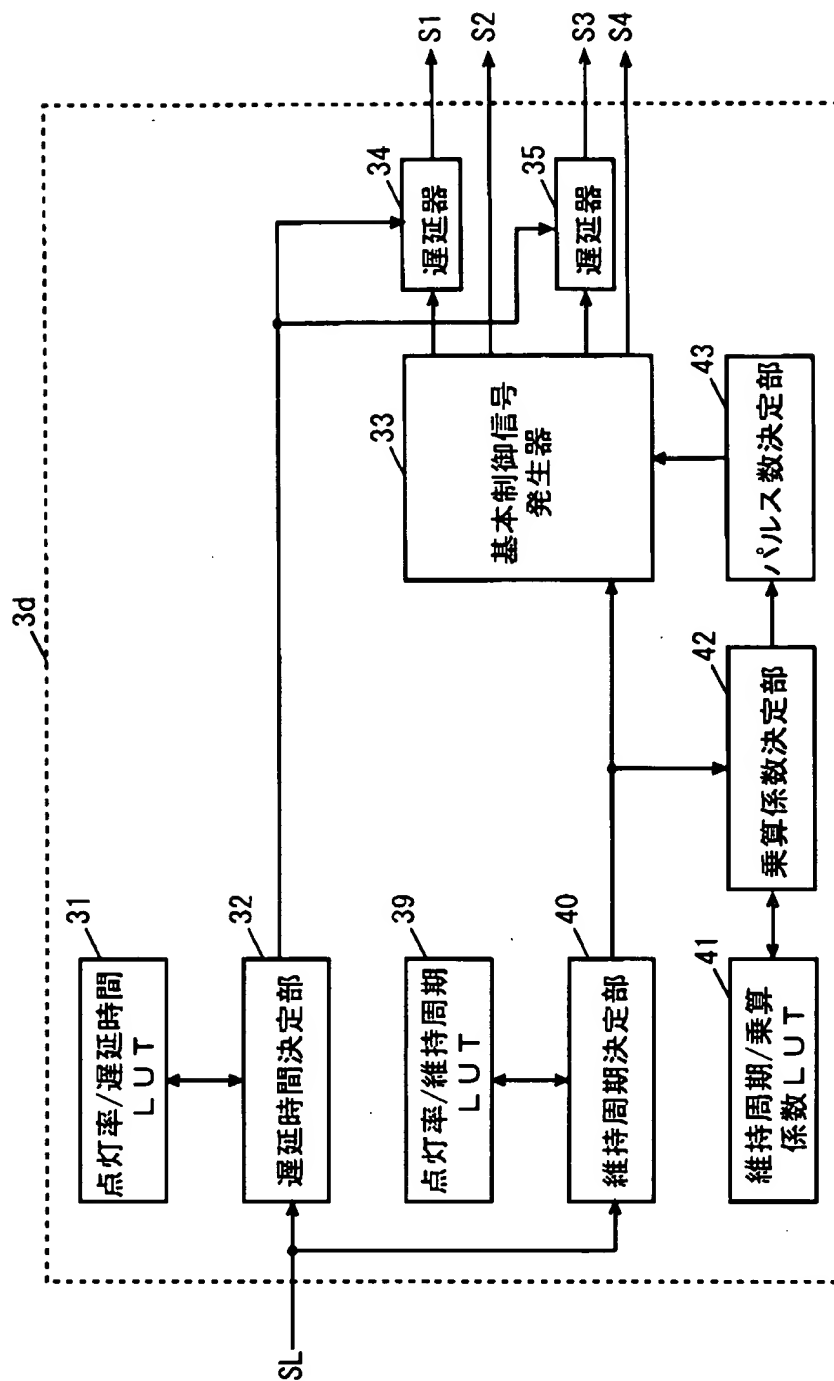 3d
SL
31
点灯率/遅延時間
LUT
32
遅延時間決定部
39
点灯率/維持周期
LUT
40
維持周期決定部
41
維持周期/乗算
係数LUT
42
乗算係数決定部
43
パルス数決定部
33
基本制御信号
発生器
34
遅延器
35
遅延器
S1
S2
S3
S4